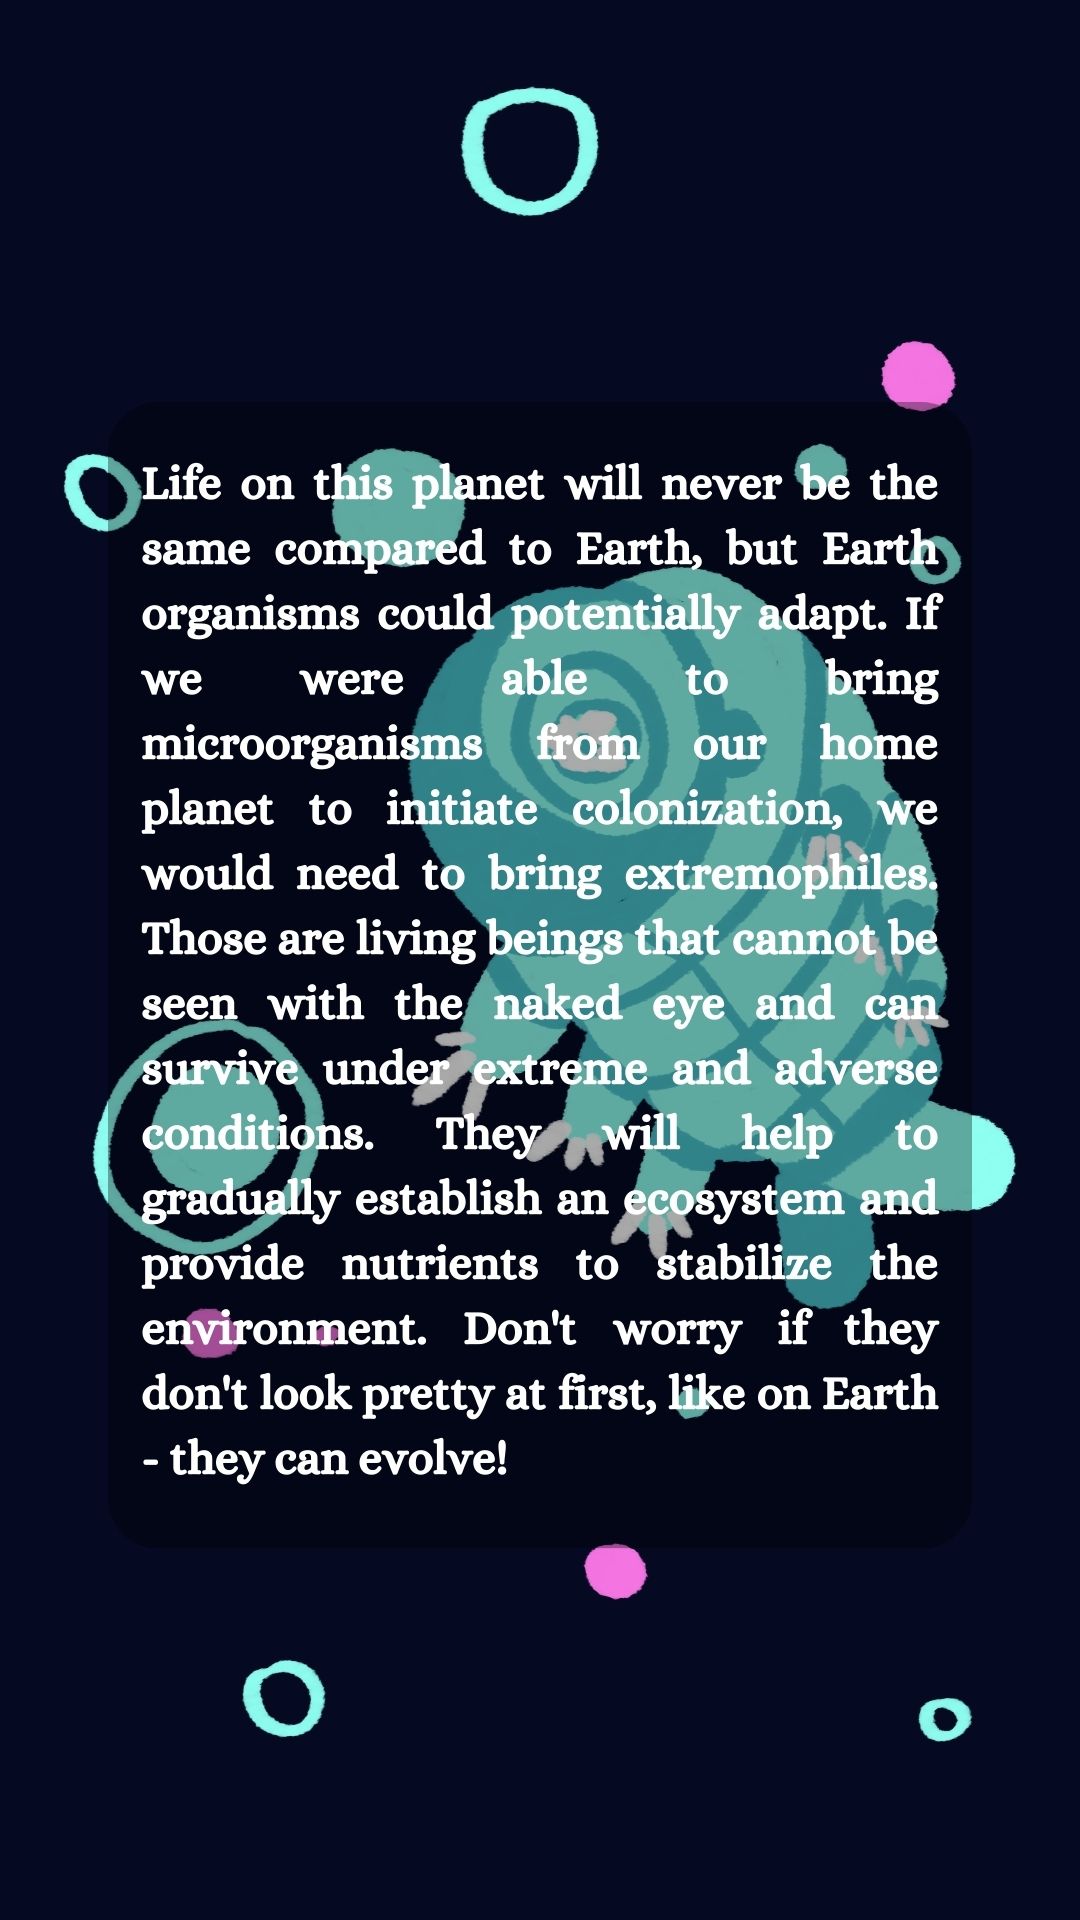 Life on this planet will never be the
same compared to Earth, but Earth
organisms could potentially adapt. If
we were able to bring
microorganisms from our home
planet to initiate colonization, we
would need to bring extremophiles.
Those are living beings that cannot be
seen with the naked eye and can
survive under extreme and adverse
conditions. They will help to
gradually establish an ecosystem and
provide nutrients to stabilize the
environment. Don't worry if they
don't look pretty at first, like on Earth
- they can evolve!